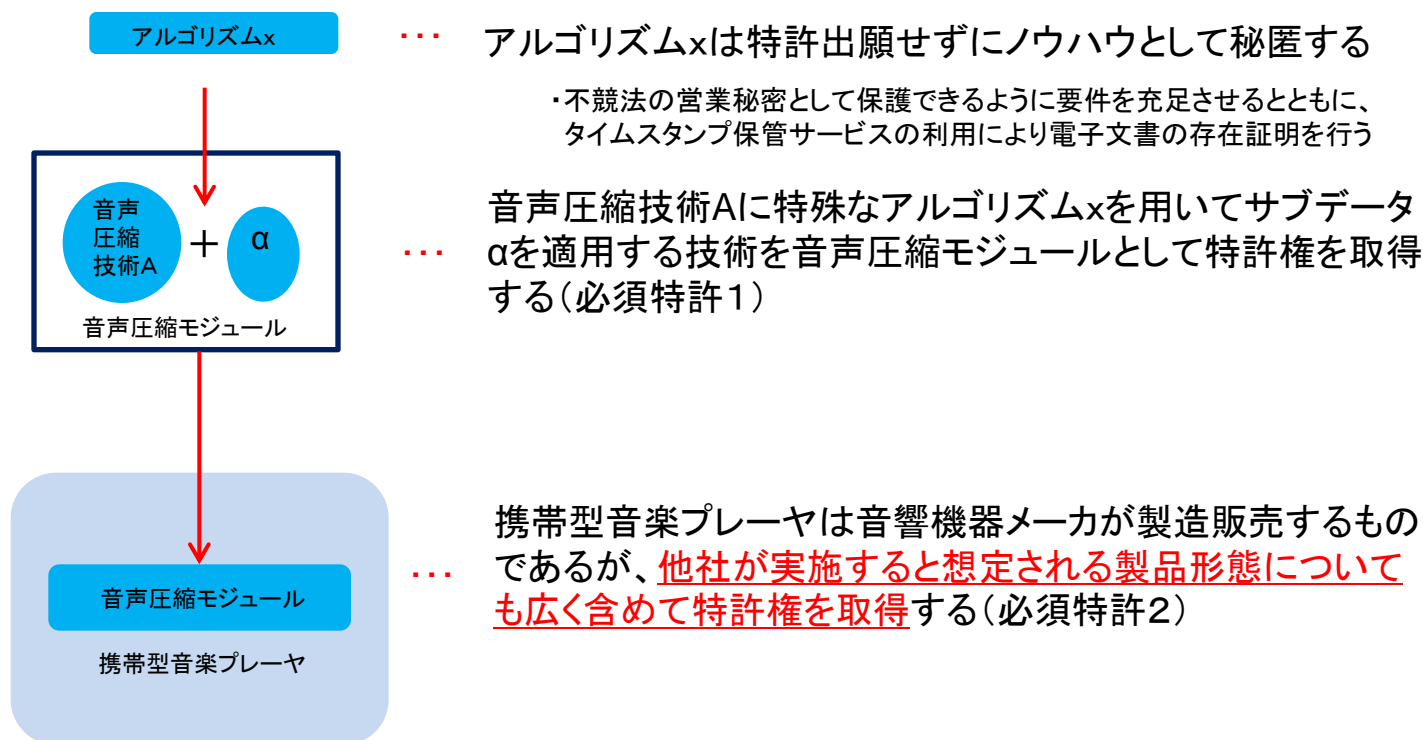 アルゴリズムx
･･･
アルゴリズムxは特許出願せずにノウハウとして秘匿する
・不競法の営業秘密として保護できるように要件を充足させるとともに、
タイムスタンプ保管サービスの利用により電子文書の存在証明を行う
音声
圧縮
技術A
＋
α
音声圧縮モジュール
･･･
音声圧縮技術Aに特殊なアルゴリズムxを用いてサブデータ
αを適用する技術を音声圧縮モジュールとして特許権を取得
する（必須特許１）
音声圧縮モジュール
携帯型音楽プレーヤ
･･･
携帯型音楽プレーヤは音響機器メーカが製造販売するもの
であるが、他社が実施すると想定される製品形態について
も広く含めて特許権を取得する（必須特許２）